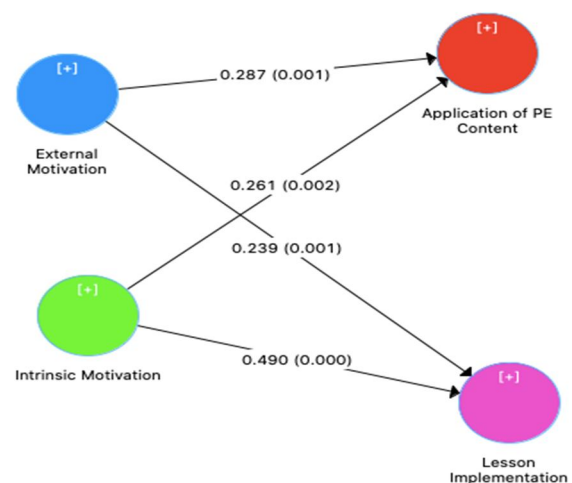 [+]
External
Motivation
[+]
Application of PE
Content
0.287 (0.001)
0.261 (0.002)
0.239 (0.001)
[+]
Intrinsic Motivation
0.490 (0.000)
[+]
Lesson
Implementation